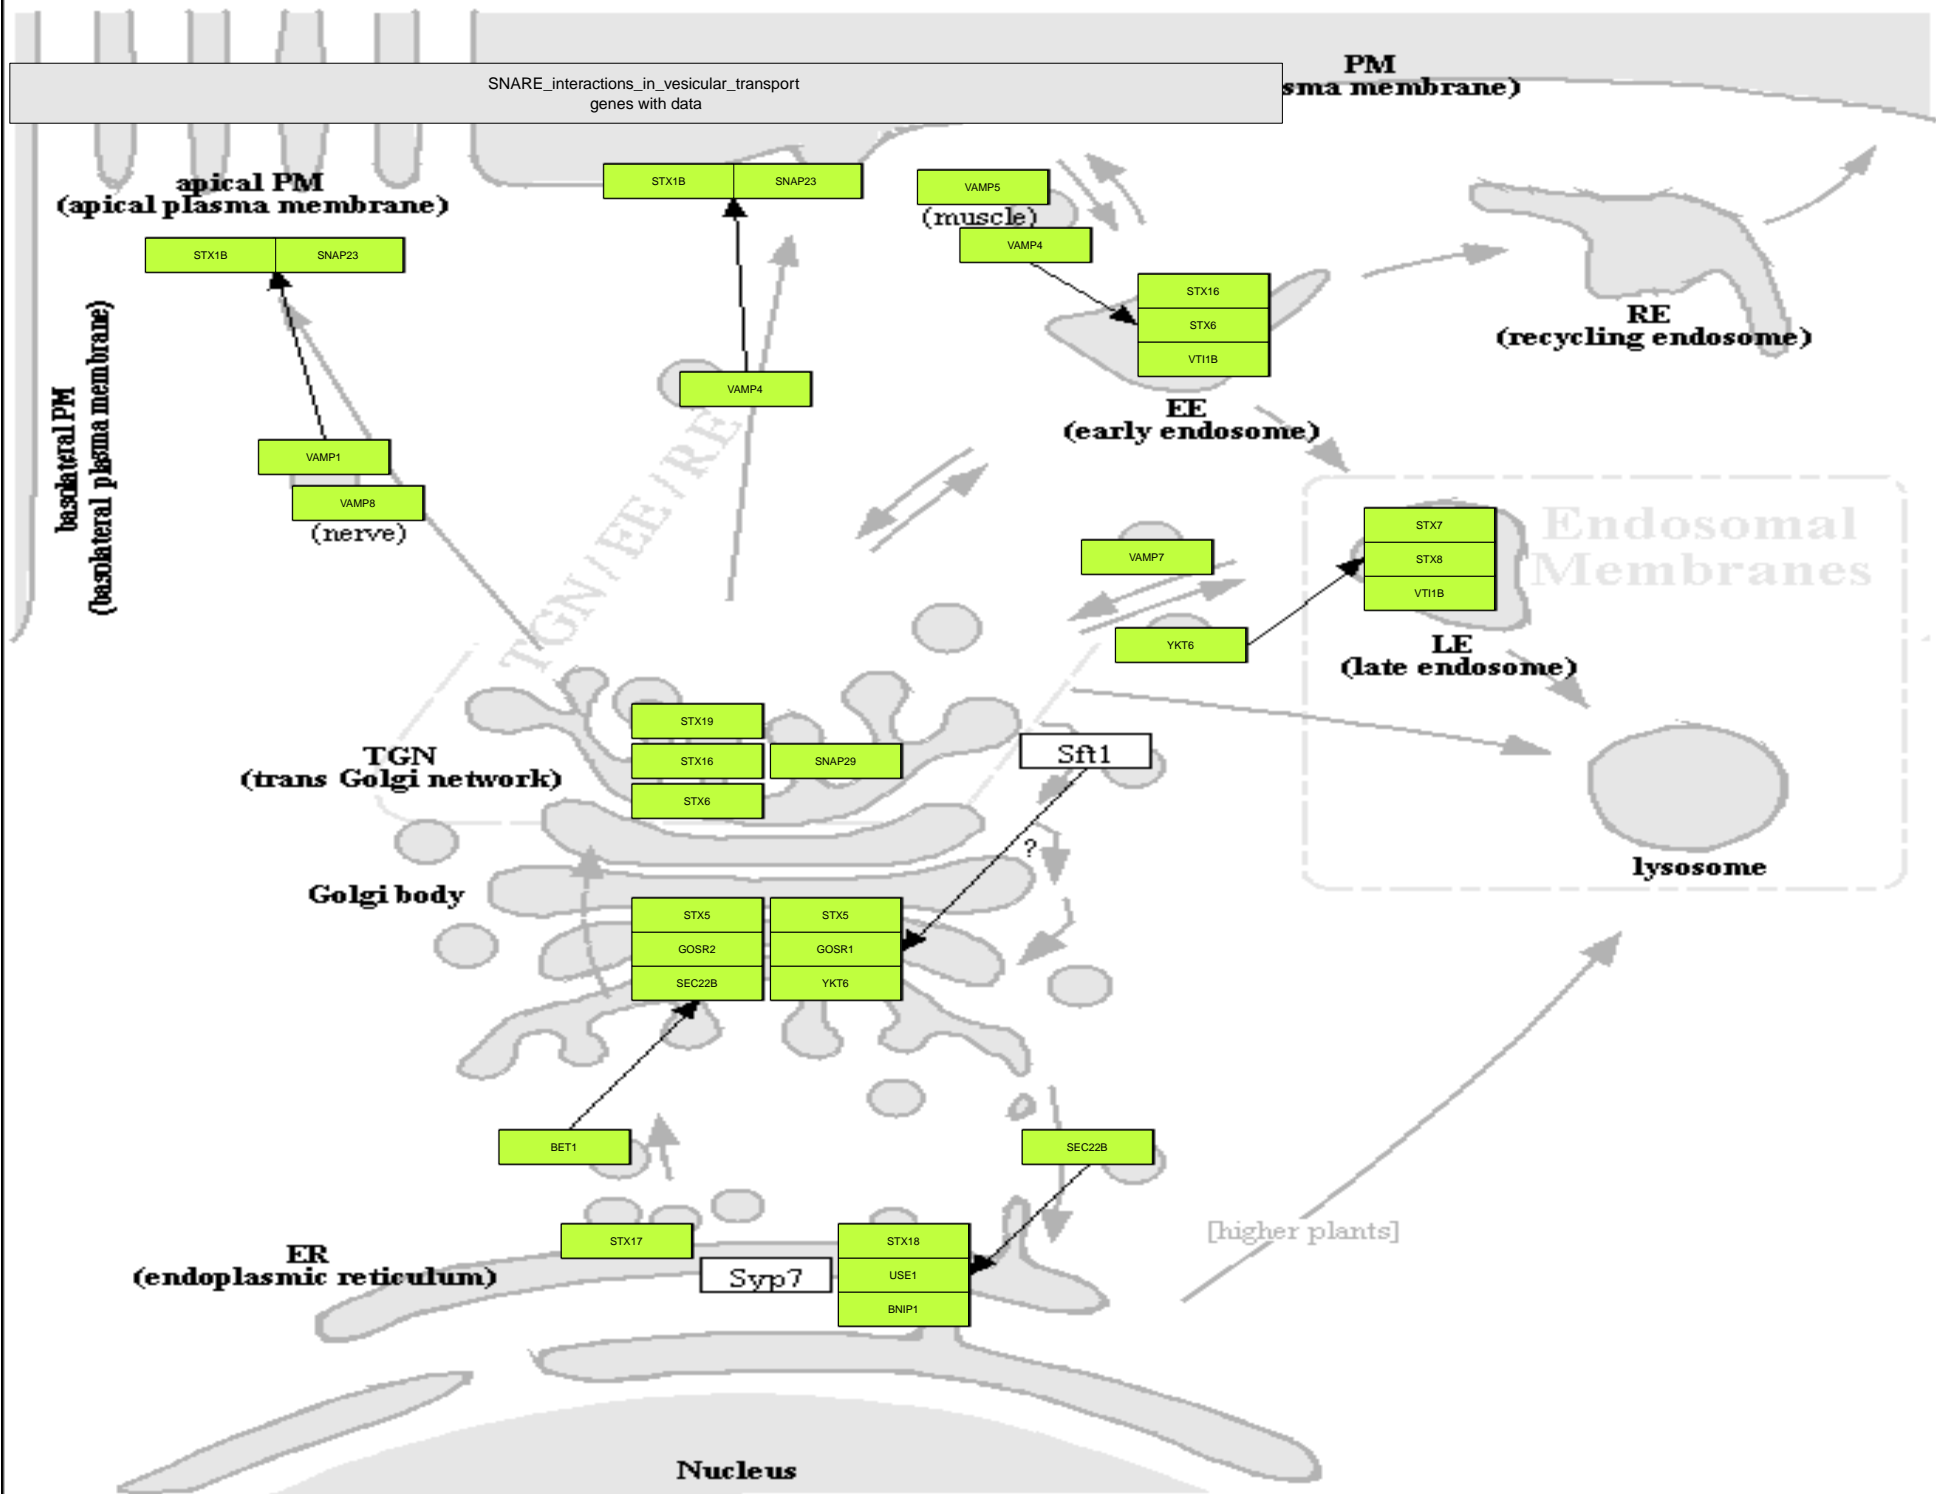 PM
sma membrane)
SNARE_interactions_in_vesicular_transport
genes with data
apical PM
(apical plasma membrane)
STX1B SNAP23
STX1B SNAP23
VAMP5
(muscle)
VAMP4
STX16
STX6
VTI1B
EE
(early endosome)
RE
(recycling endosome)
basolateral PM
(basolateral plasma membrane)
VAMP4
VAMP1
VAMP8
(nerve)
TGN/EE/RE
VAMP7
YKT6
STX7
STX8
VTI1B
Endosomal
Membranes
LE
(late endosome)
STX19
STX16 SNAP29
STX6
TGN
(trans Golgi network)
Sft1
?
lysosome
Golgi body
STX5 STX5
GOSR2 GOSR1
SEC22B YKT6
BET1
SEC22B
STX17
STX18
USE1
BNIP1
Syp7
ER
(endoplasmic reticulum)
[higher plants]
Nucleus